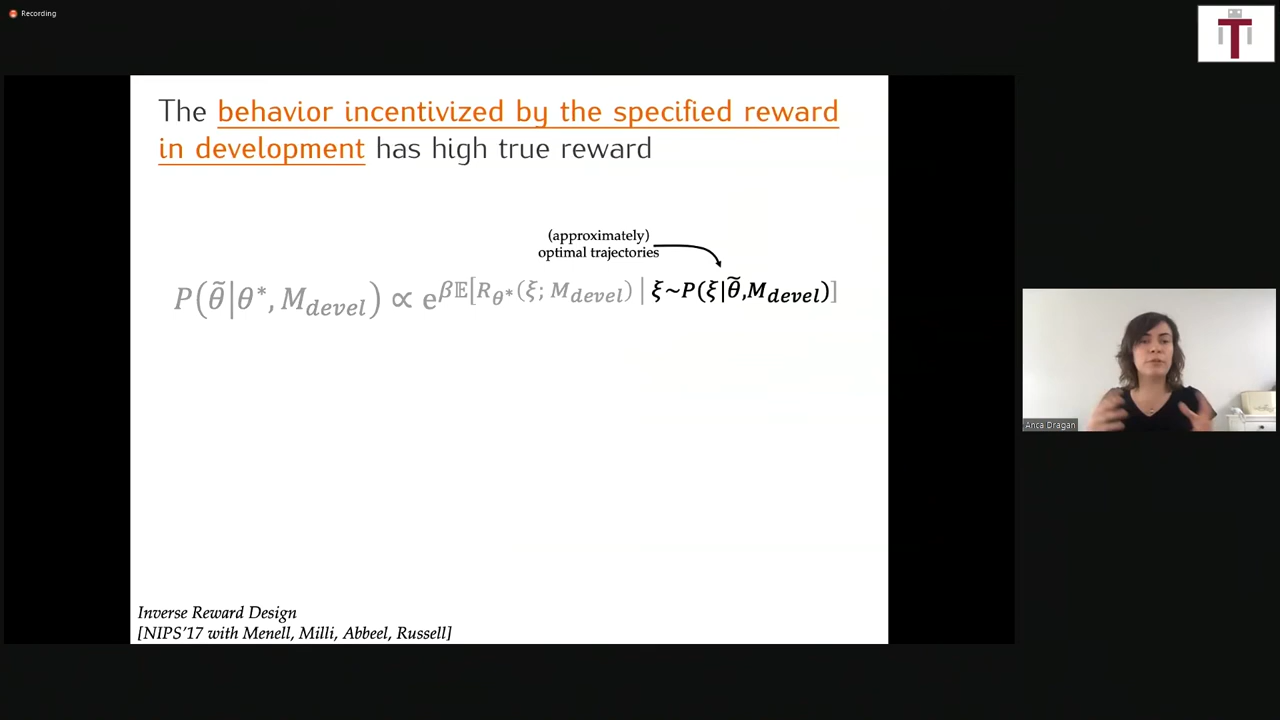 Recording
The behavior incentivized by the specified reward
in development has high true reward
(approximately)
optimal trajectories
P(θ̃|θ*, M_devel) ∝ e^{β𝔼[R_θ*(ξ; M_devel) | ξ~P(ξ|θ̃,M_devel)]}
Anca Dragan
Inverse Reward Design
[NIPS'17 with Menell, Milli, Abbeel, Russell]